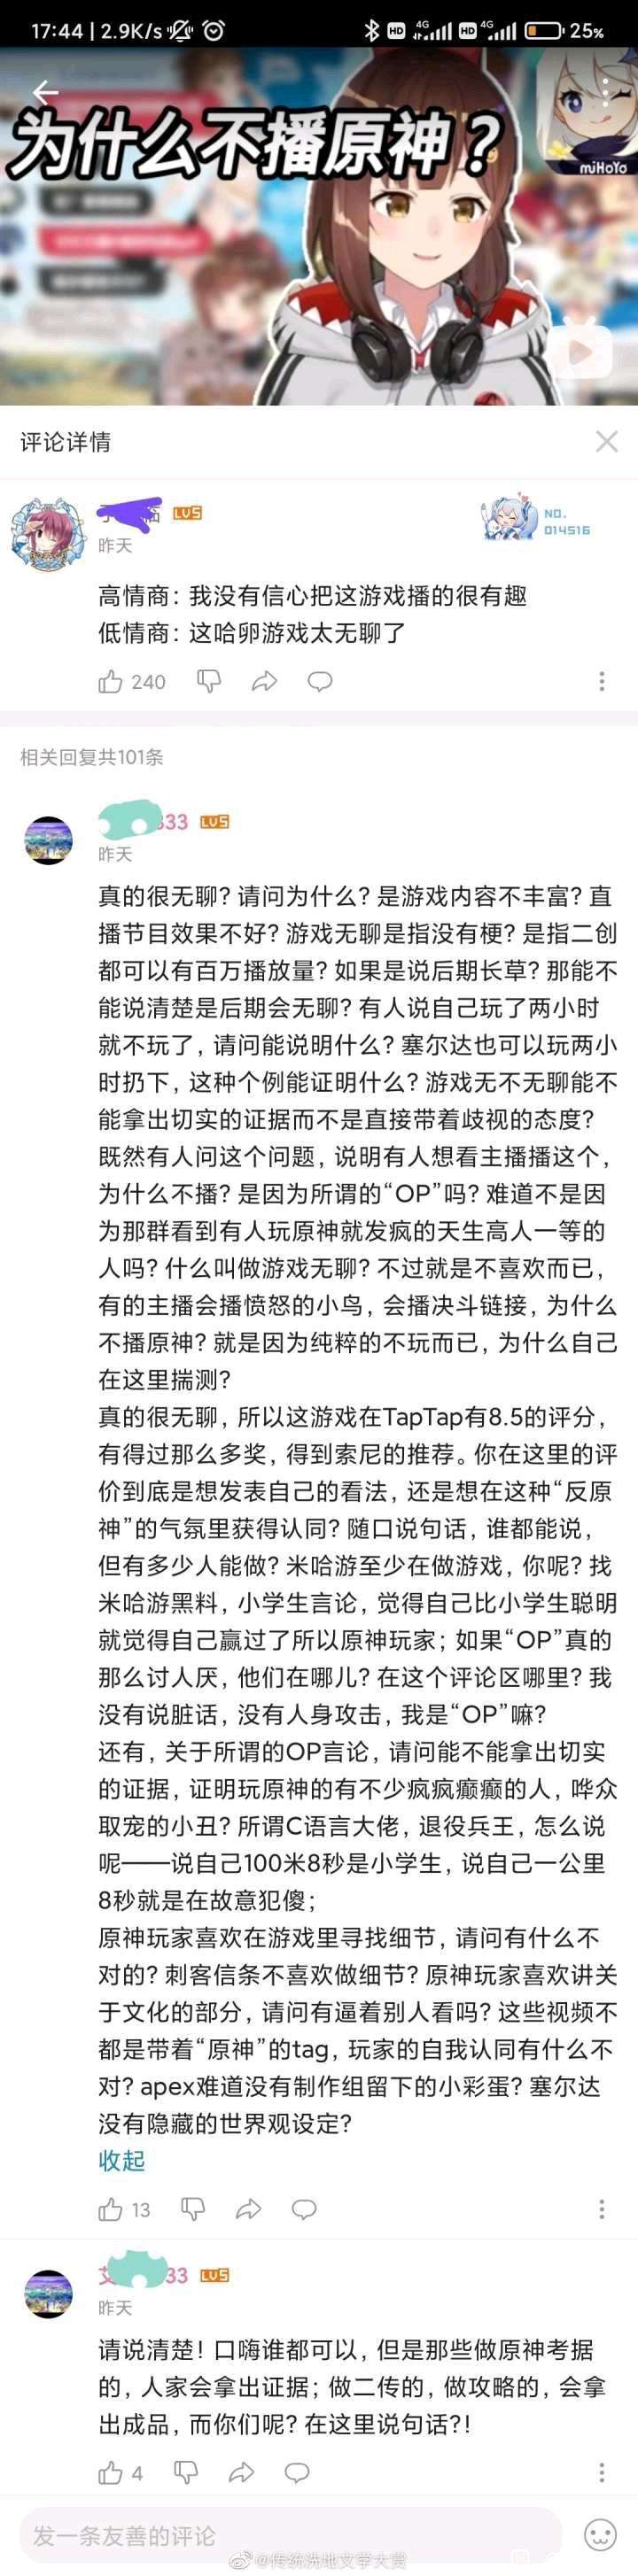 17:44 | 2.9K/s
HD 4G HD 4G 25%
为什么不播原神？
miHoYo
评论详情
LV5
昨天
NO.
014516
高情商：我没有信心把这游戏播的很有趣
低情商：这哈卵游戏太无聊了
240
相关回复共101条
333 LV5
昨天
真的很无聊？请问为什么？是游戏内容不丰富？直
播节目效果不好？游戏无聊是指没有梗？是指二创
都可以有百万播放量？如果是说后期长草？那能不
能说清楚是后期会无聊？有人说自己玩了两小时
就不玩了，请问能说明什么？塞尔达也可以玩两小
时扔下，这种个例能证明什么？游戏无不无聊能不
能拿出切实的证据而不是直接带着歧视的态度？
既然有人问这个问题，说明有人想看主播播这个，
为什么不播？是因为所谓的“OP”吗？难道不是因
为那群看到有人玩原神就发疯的天生高人一等的
人吗？什么叫做游戏无聊？不过就是不喜欢而已，
有的主播会播愤怒的小鸟，会播决斗链接，为什么
不播原神？就是因为纯粹的不玩而已，为什么自己
在这里揣测？
真的很无聊，所以这游戏在TapTap有8.5的评分，
有得过那么多奖，得到索尼的推荐。你在这里的评
价到底是想发表自己的看法，还是想在这种“反原
神”的气氛里获得认同？随口说句话，谁都能说，
但有多少人能做？米哈游至少在做游戏，你呢？找
米哈游黑料，小学生言论，觉得自己比小学生聪明
就觉得自己赢过了所以原神玩家；如果“OP”真的
那么讨人厌，他们在哪儿？在这个评论区哪里？我
没有说脏话，没有人身攻击，我是“OP”嘛？
还有，关于所谓的OP言论，请问能不能拿出切实
的证据，证明玩原神的有不少疯疯癫癫的人，哗众
取宠的小丑？所谓C语言大佬，退役兵王，怎么说
呢——说自己100米8秒是小学生，说自己一公里
8秒就是在故意犯傻；
原神玩家喜欢在游戏里寻找细节，请问有什么不
对的？刺客信条不喜欢做细节？原神玩家喜欢讲关
于文化的部分，请问有逼着别人看吗？这些视频不
都是带着“原神”的tag，玩家的自我认同有什么不
对？apex难道没有制作组留下的小彩蛋？塞尔达
没有隐藏的世界观设定？
收起
13
33 LV5
昨天
请说清楚！口嗨谁都可以，但是那些做原神考据
的，人家会拿出证据；做二传的，做攻略的，会拿
出成品，而你们呢？在这里说句话？！
4
发一条友善的评论
@传统洗地文学大赏